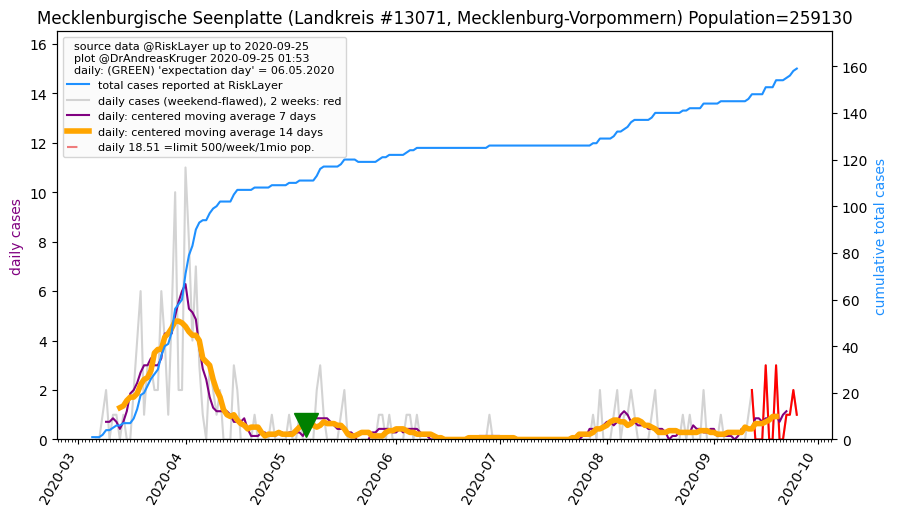 Mecklenburgische Seenplatte (Landkreis #13071, Mecklenburg-Vorpommern) Population=259130
source data @RiskLayer up to 2020-09-25
plot @DrAndreasKruger 2020-09-25 01:53
daily: (GREEN) 'expectation day' = 06.05.2020
total cases reported at RiskLayer
daily cases (weekend-flawed), 2 weeks: red
daily: centered moving average 7 days
daily: centered moving average 14 days
daily 18.51 =limit 500/week/1mio pop.
daily cases
16
14
12
10
8
6
4
2
0
cumulative total cases
160
140
120
100
80
60
40
20
0
2020-03
2020-04
2020-05
2020-06
2020-07
2020-08
2020-09
2020-10